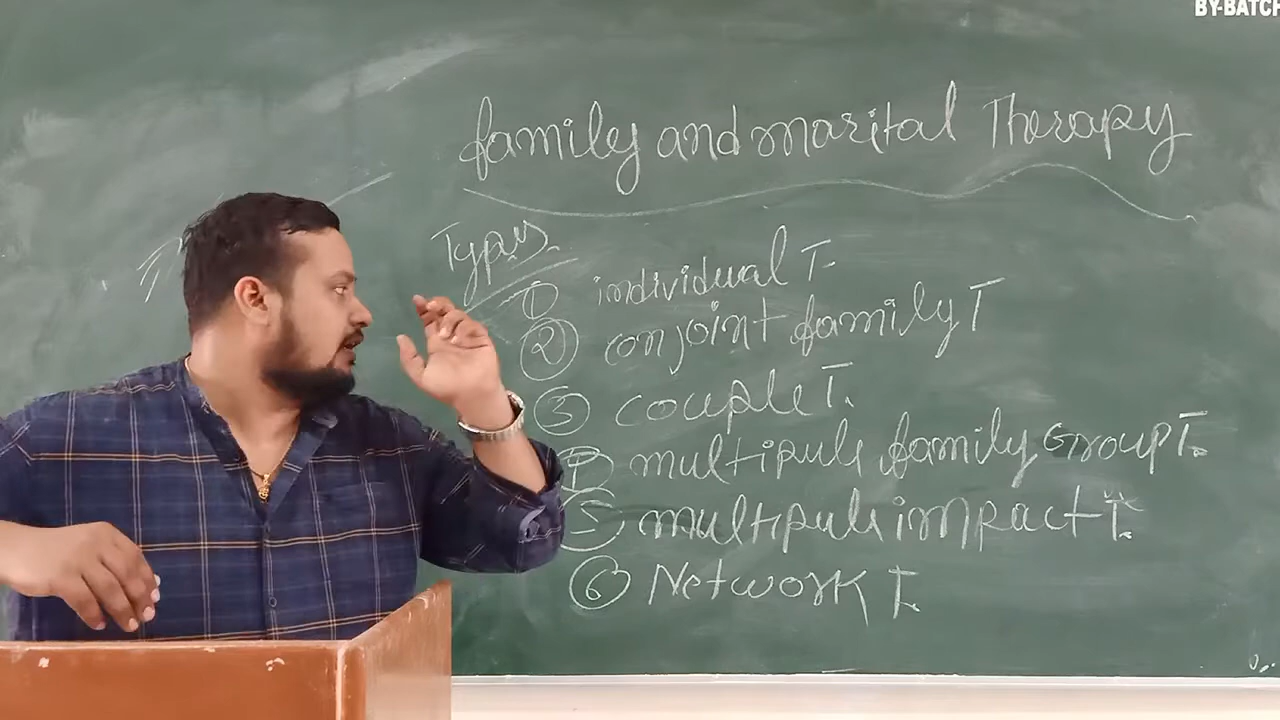 BY-BATCH
family and marital Therapy
Types
① individual T.
② conjoint family T
③ couple T.
④ multipule family Group T.
⑤ multipule impact T.
⑥ Network T.